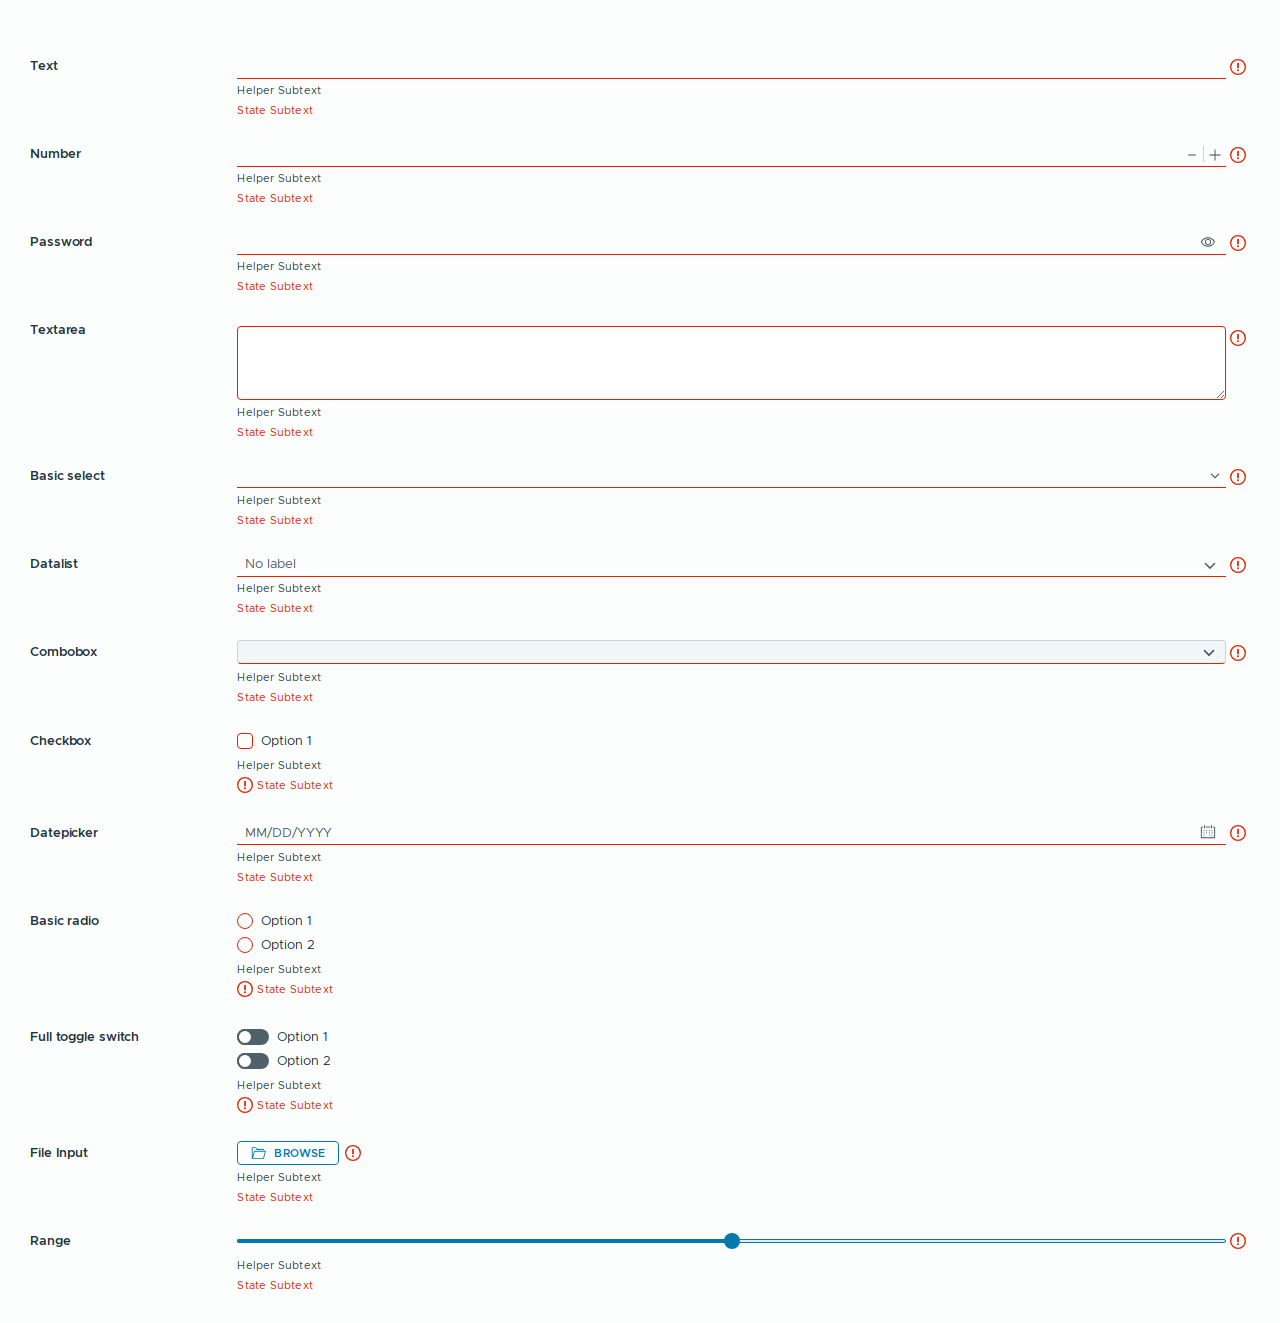 Text
Helper Subtext
State Subtext
Number
Helper Subtext
State Subtext
Password
Helper Subtext
State Subtext
Textarea
Helper Subtext
State Subtext
Basic select
Helper Subtext
State Subtext
Datalist
No label
Helper Subtext
State Subtext
Combobox
Helper Subtext
State Subtext
Checkbox
Option 1
Helper Subtext
State Subtext
Datepicker
MM/DD/YYYY
Helper Subtext
State Subtext
Basic radio
Option 1
Option 2
Helper Subtext
State Subtext
Full toggle switch
Option 1
Option 2
Helper Subtext
State Subtext
File Input
BROWSE
Helper Subtext
State Subtext
Range
Helper Subtext
State Subtext